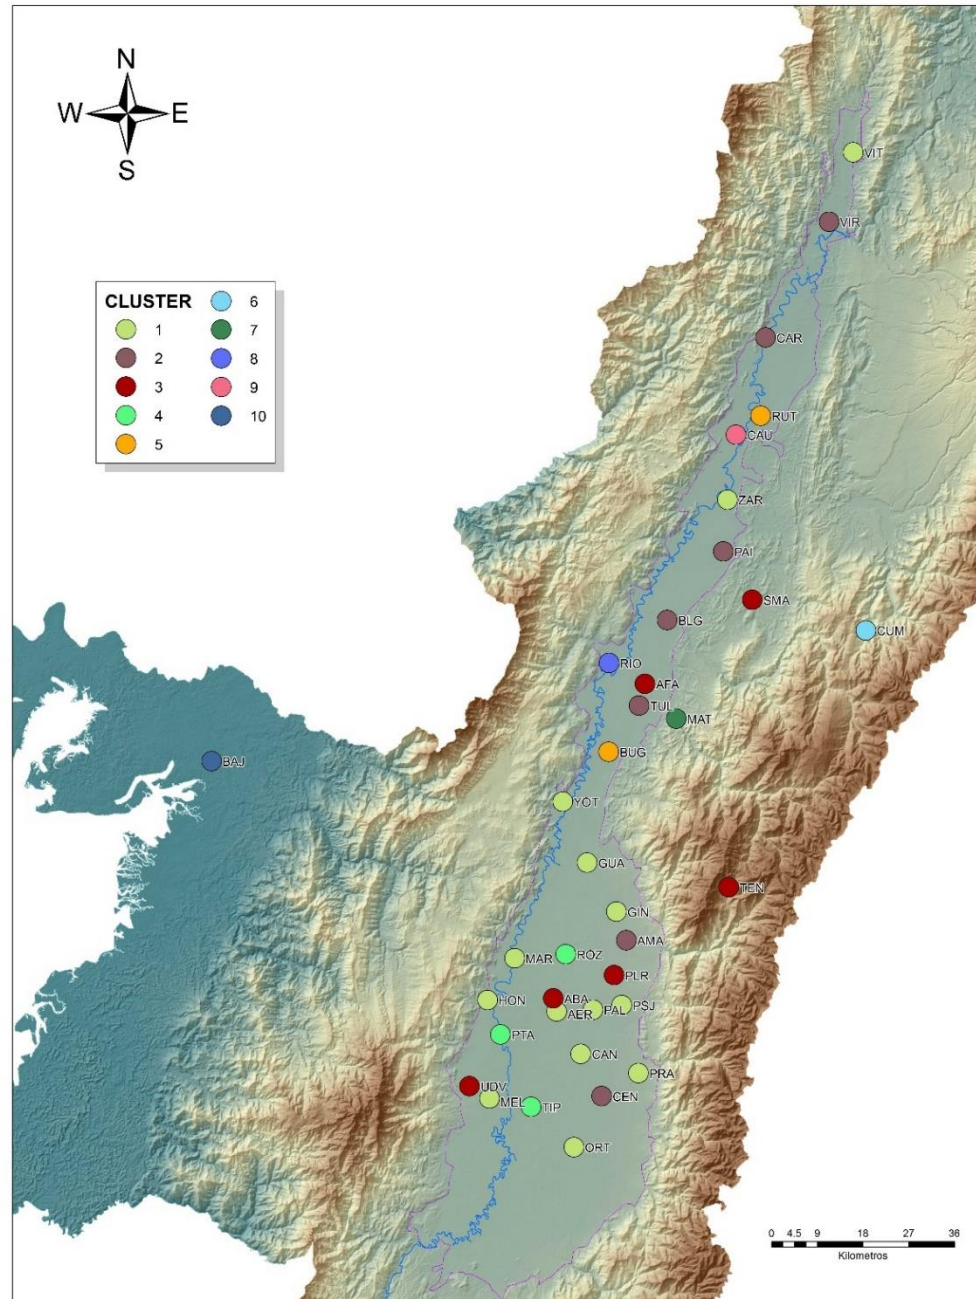 N
W E
S
VIT
VIR
CLUSTER
6
1
7
2
8
3
9
4
10
5
CAR
RUT
CAU
ZAR
PAI
SMA
BLG
CUM
RIO
AFA
TUL
MAT
BUG
BAJ
YOT
GUA
TEN
GIN
AMA
ROZ
MAR
PLR
ABA
HON
PSJ
PAL
AER
PTA
CAN
PRA
UDV
CEN
MEL
TIP
ORT
0 4.5 9 18 27 36
Kilometros